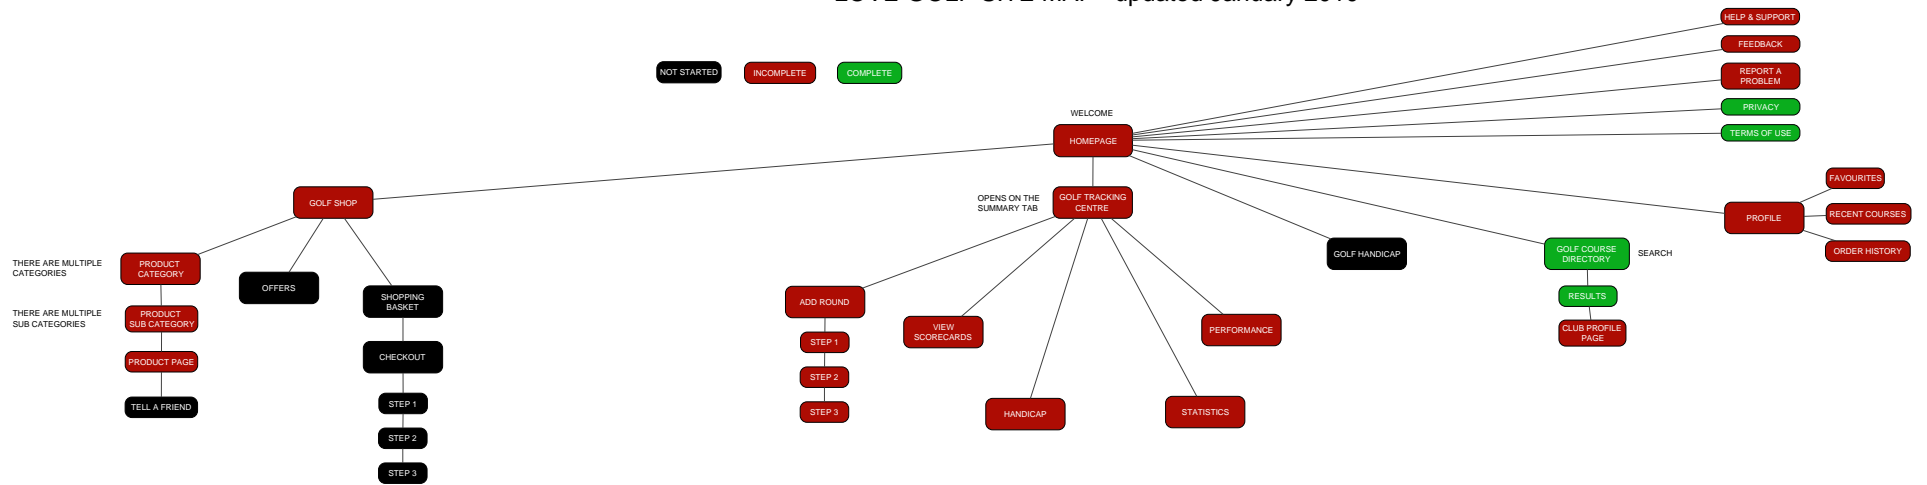 HELP & SUPPORT
FEEDBACK
NOT STARTED
INCOMPLETE
COMPLETE
REPORT A
PROBLEM
PRIVACY
WELCOME
TERMS OF USE
HOMEPAGE
FAVOURITES
GOLF SHOP
OPENS ON THE
SUMMARY TAB
GOLF TRACKING
CENTRE
PROFILE
RECENT COURSES
ORDER HISTORY
THERE ARE MULTIPLE
CATEGORIES
PRODUCT
CATEGORY
OFFERS
SHOPPING
BASKET
GOLF HANDICAP
GOLF COURSE
DIRECTORY
SEARCH
RESULTS
CLUB PROFILE
PAGE
THERE ARE MULTIPLE
SUB CATEGORIES
PRODUCT
SUB CATEGORY
PRODUCT PAGE
TELL A FRIEND
CHECKOUT
STEP 1
STEP 2
STEP 3
ADD ROUND
STEP 1
STEP 2
STEP 3
VIEW
SCORECARDS
HANDICAP
STATISTICS
PERFORMANCE